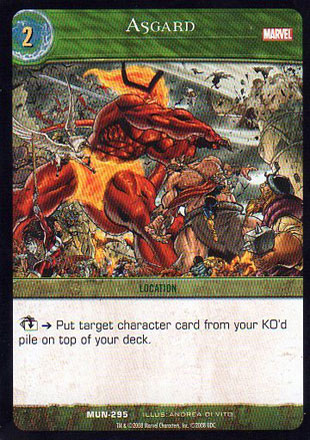 2
ASGARD
MARVEL
LOCATION
→ Put target character card from your KO'd
pile on top of your deck.
MUN-295 ILLUS: ANDREA DI VITO
TM & ©2008 Marvel Characters, Inc. ©2008 UDC